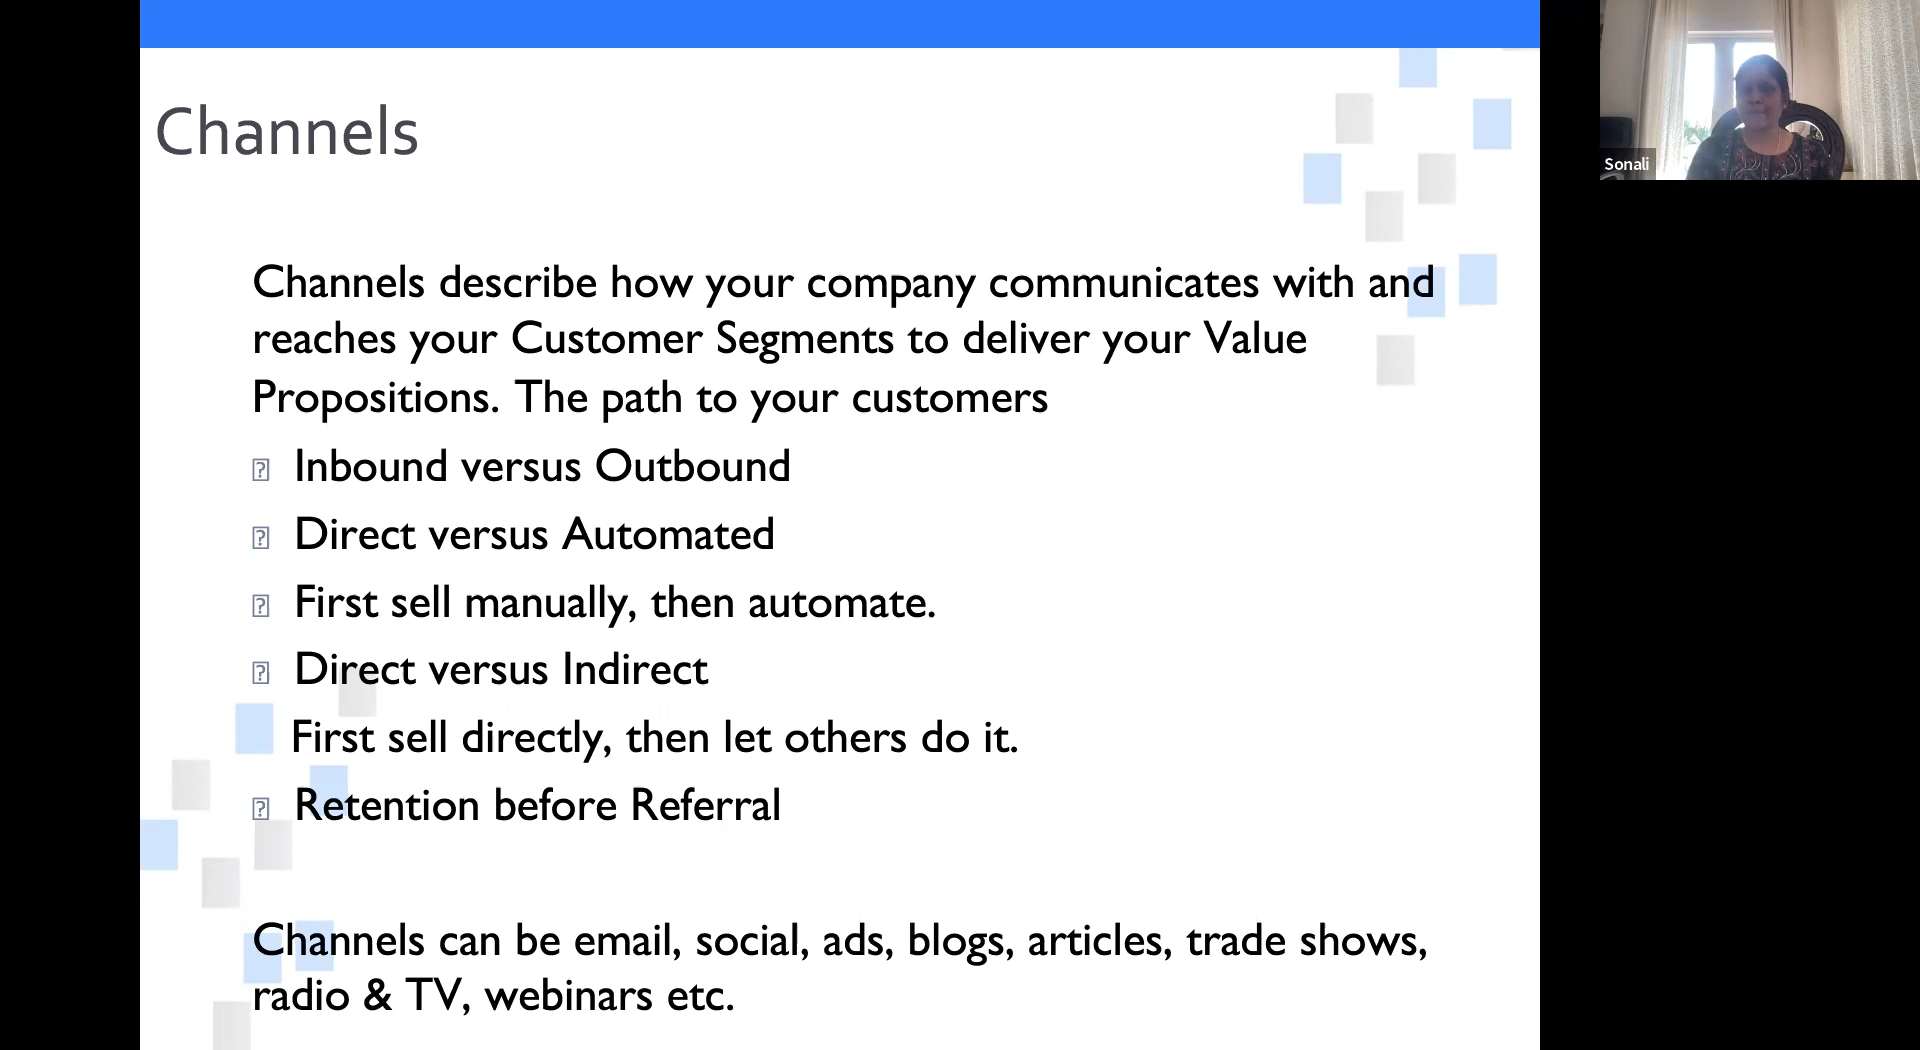 Channels
Sonali
Channels describe how your company communicates with and
reaches your Customer Segments to deliver your Value
Propositions. The path to your customers
Inbound versus Outbound
Direct versus Automated
First sell manually, then automate.
Direct versus Indirect
First sell directly, then let others do it.
Retention before Referral
Channels can be email, social, ads, blogs, articles, trade shows,
radio & TV, webinars etc.